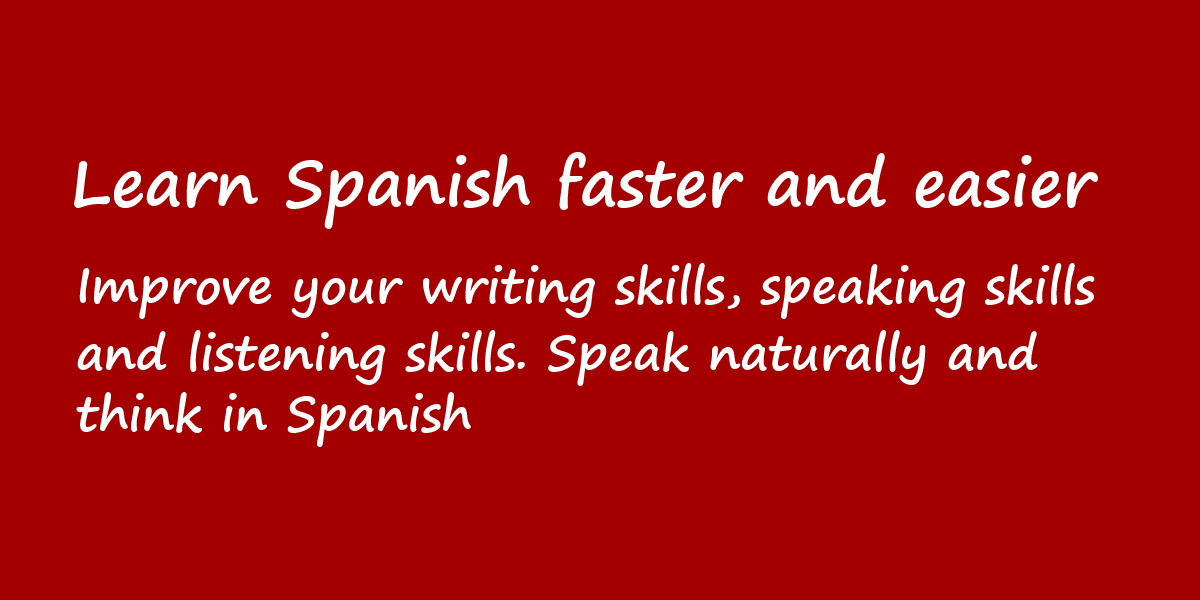 Learn Spanish faster and easier
Improve your writing skills, speaking skills
and listening skills. Speak naturally and
think in Spanish